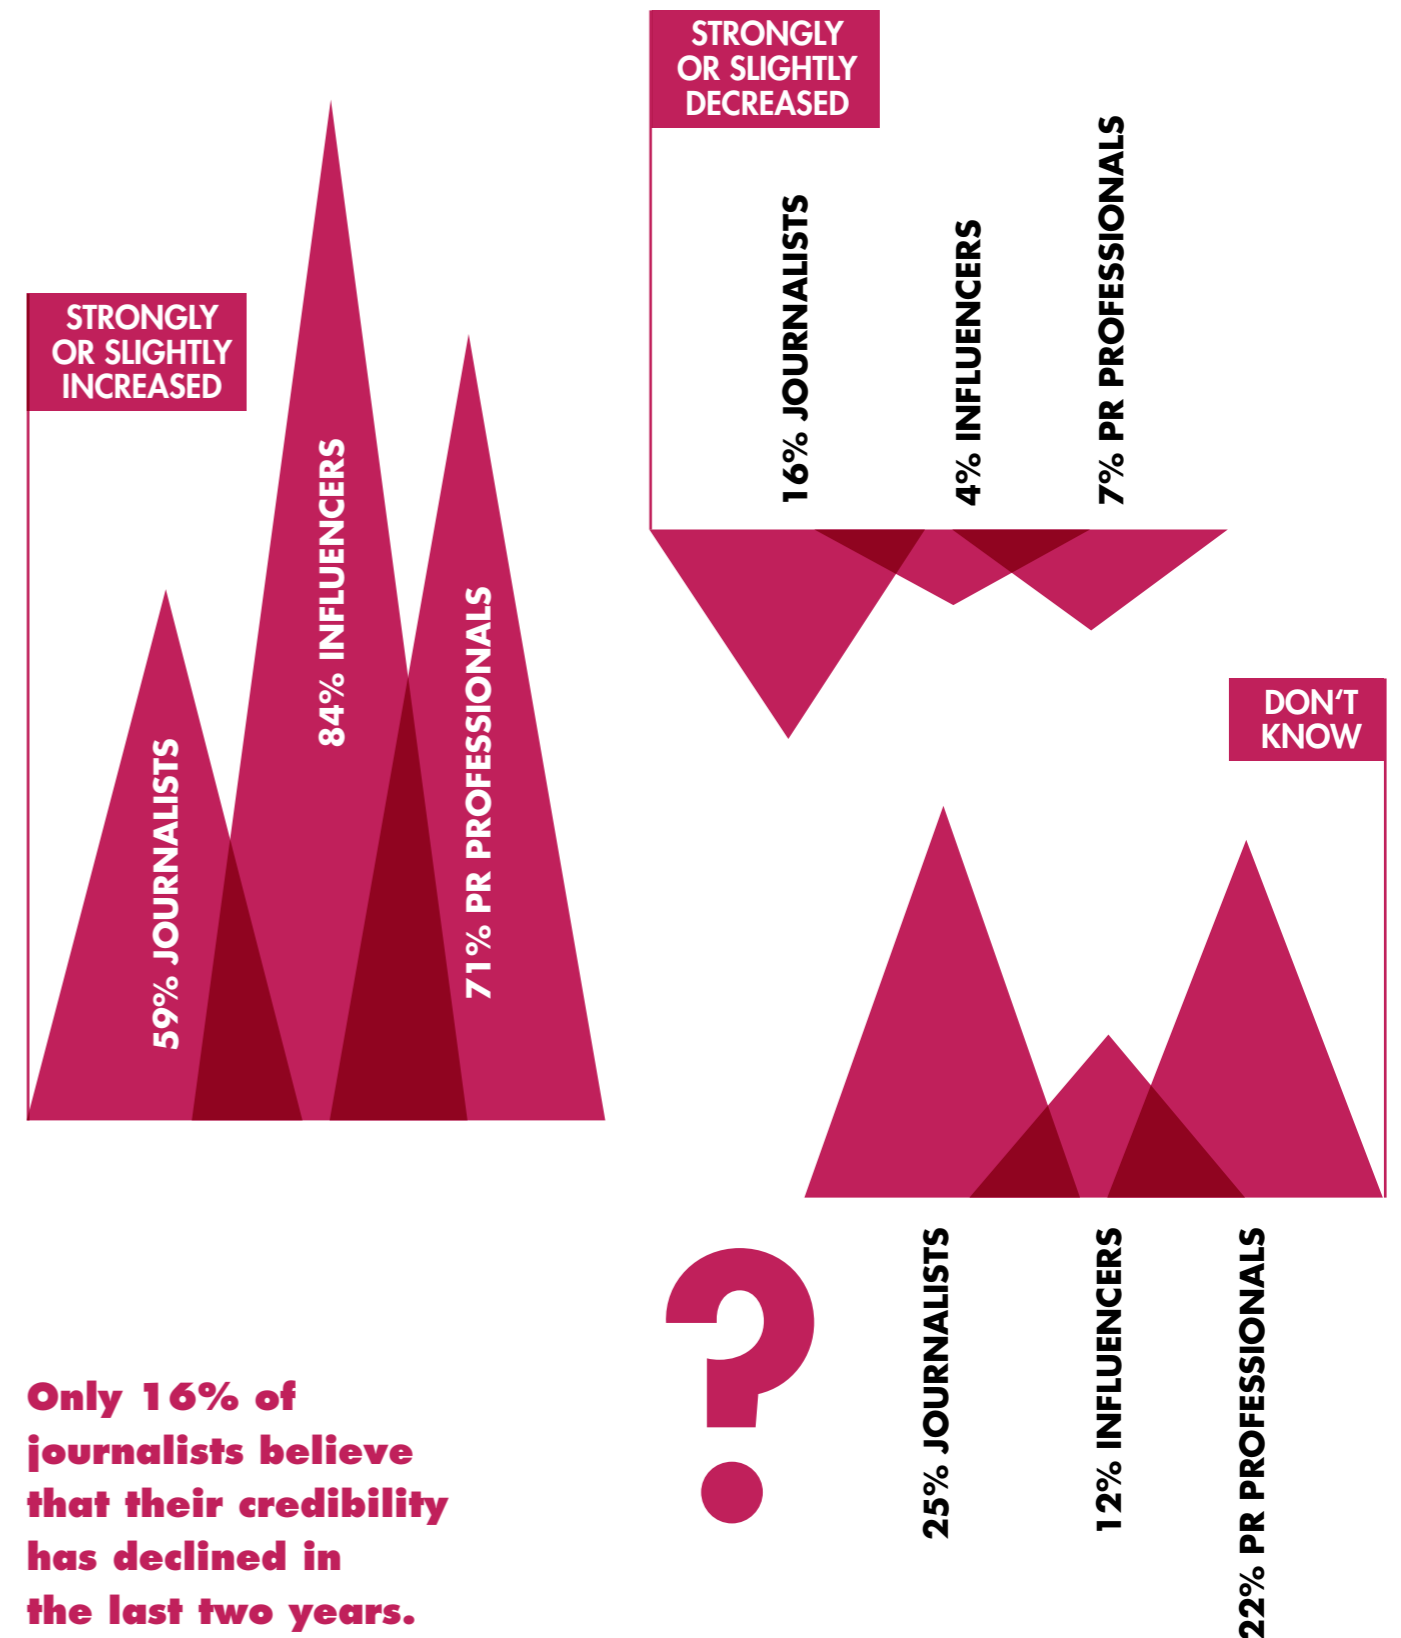 STRONGLY
OR SLIGHTLY
INCREASED
59% JOURNALISTS
84% INFLUENCERS
71% PR PROFESSIONALS
STRONGLY
OR SLIGHTLY
DECREASED
16% JOURNALISTS
4% INFLUENCERS
7% PR PROFESSIONALS
DON‘T
KNOW
?
25% JOURNALISTS
12% INFLUENCERS
22% PR PROFESSIONALS
Only 16% of
journalists believe
that their credibility
has declined in
the last two years.